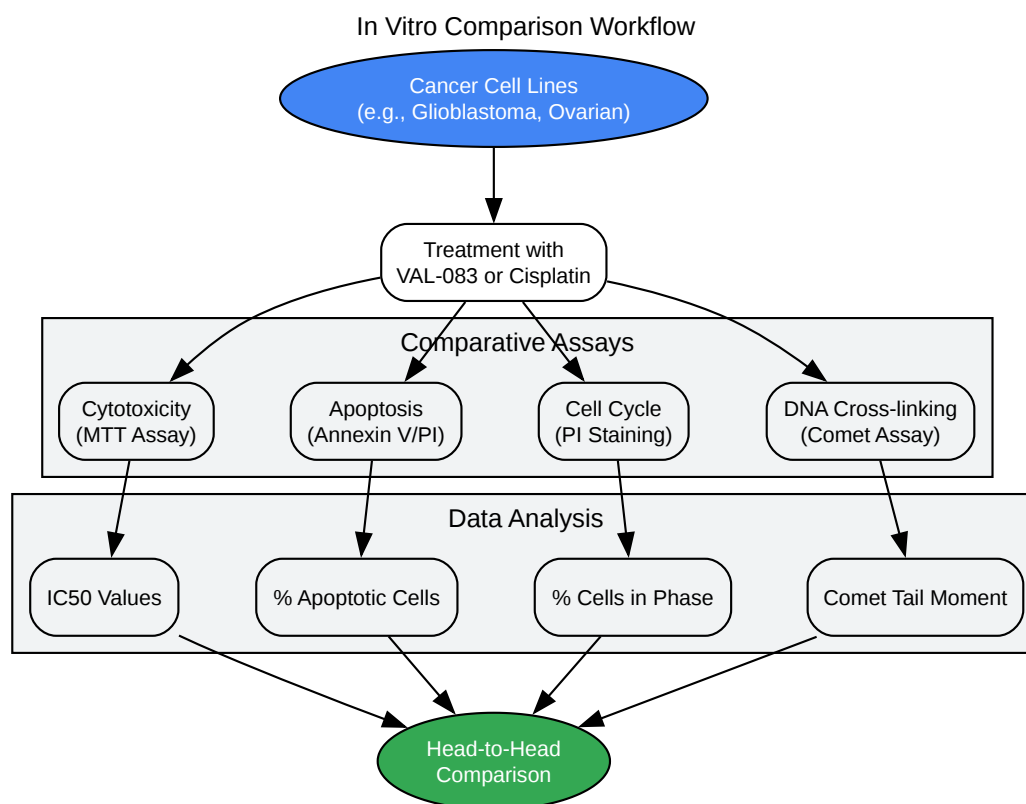 In Vitro Comparison Workflow
Cancer Cell Lines
(e.g., Glioblastoma, Ovarian)
Treatment with
VAL-083 or Cisplatin
Comparative Assays
Cytotoxicity
(MTT Assay)
Apoptosis
(Annexin V/PI)
Cell Cycle
(PI Staining)
DNA Cross-linking
(Comet Assay)
Data Analysis
IC50 Values
% Apoptotic Cells
% Cells in Phase
Comet Tail Moment
Head-to-Head
Comparison